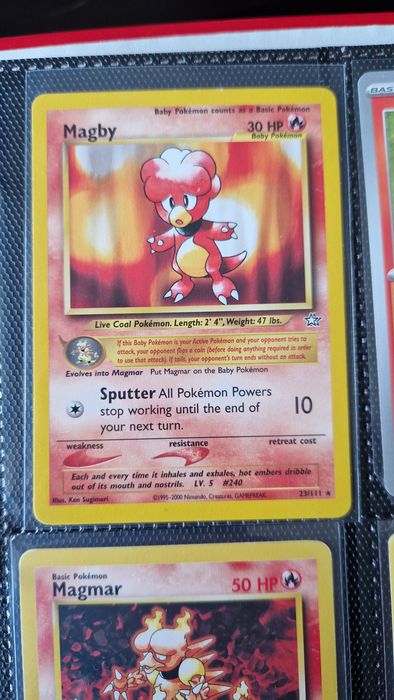 Baby Pokémon counts as a Basic Pokémon
Magby 30 HP
Baby Pokémon
BAS
Live Coal Pokémon. Length: 2' 4", Weight: 47 lbs.
If this Baby Pokémon is your Active Pokémon and your opponent tries to
attack, your opponent flips a coin (before doing anything required in order
to use that attack). If tails, your opponent's turn ends without an attack.
Evolves into Magmar Put Magmar on the Baby Pokémon
Sputter All Pokémon Powers
stop working until the end of
your next turn.
10
weakness resistance retreat cost
Each and every time it inhales and exhales, hot embers dribble
out of its mouth and nostrils. LV. 5 #240
Illus. Ken Sugimori ©1995-2000 Nintendo, Creatures, GAMEFREAK. 23/111 ★
Basic Pokémon
Magmar 50 HP